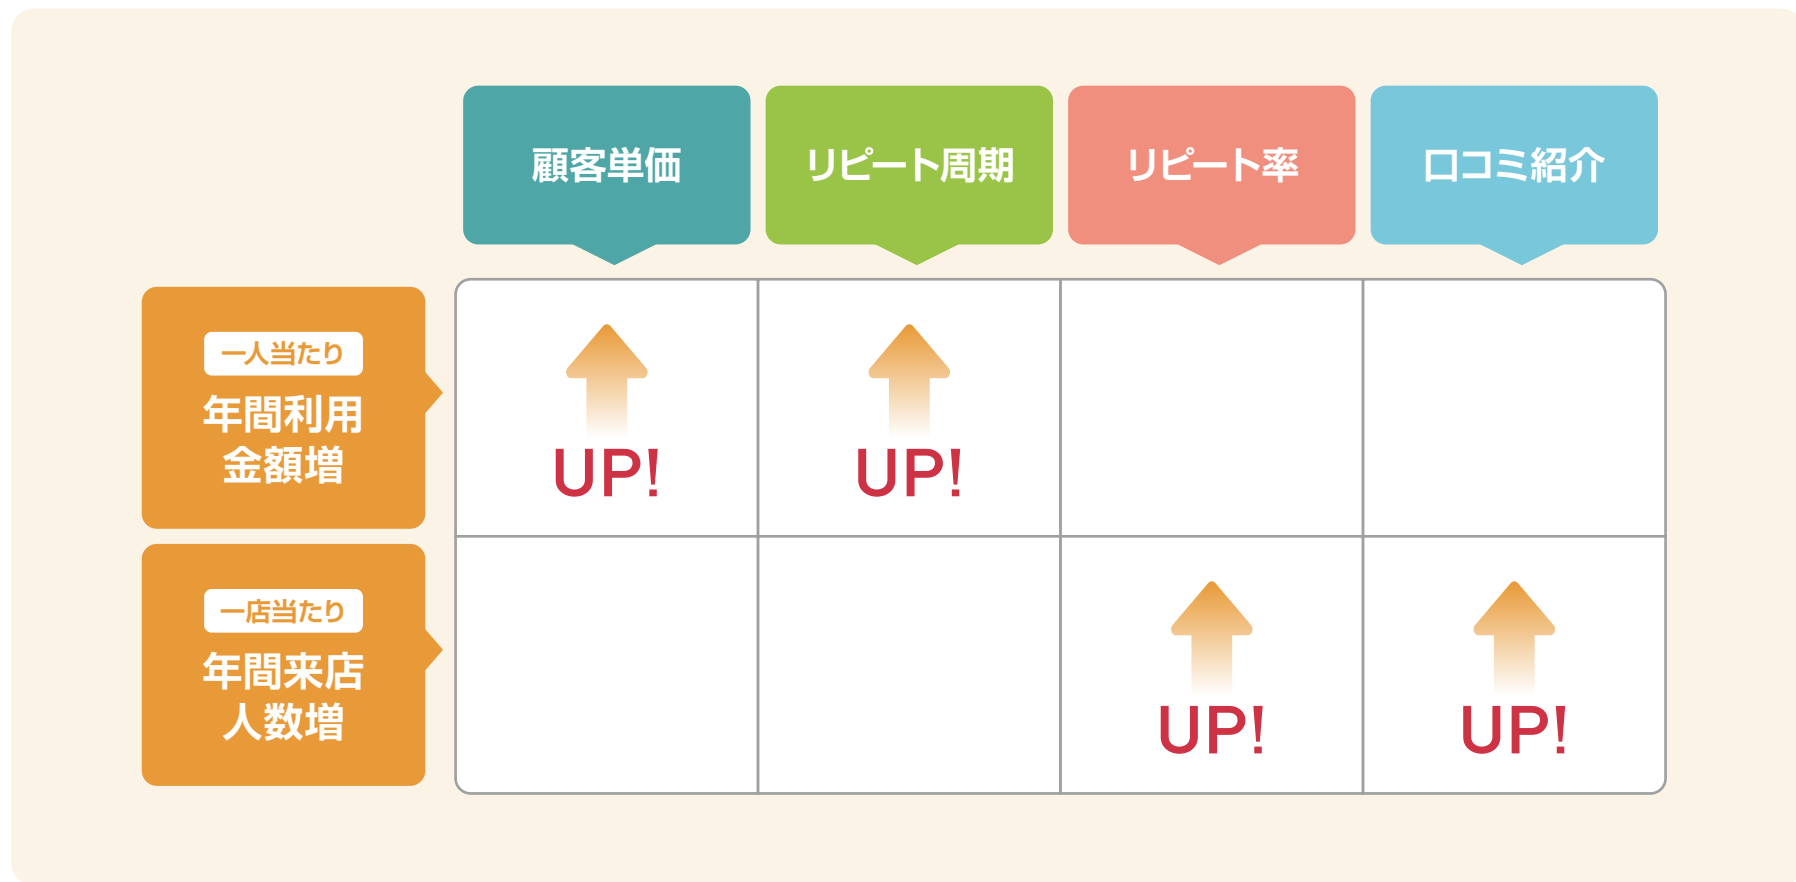 顧客単価
リピート周期
リピート率
口コミ紹介
一人当たり
年間利用
金額増
UP!
UP!
一店当たり
年間来店
人数増
UP!
UP!